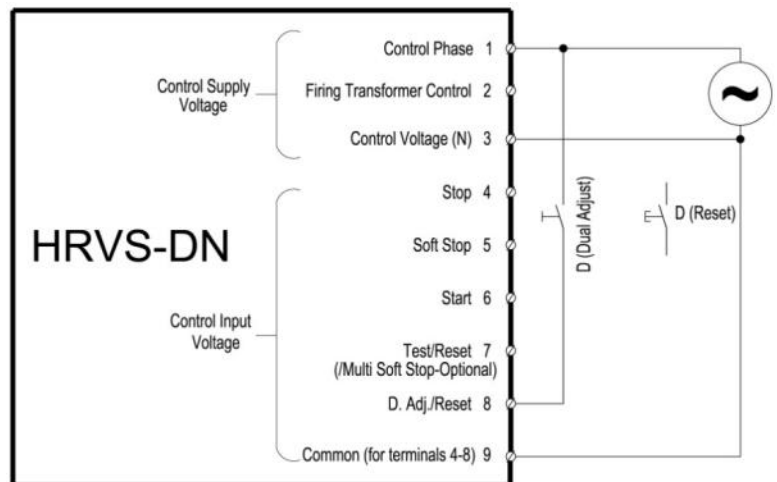 Control Phase 1
Control Supply
Voltage
Firing Transformer Control 2
Control Voltage (N) 3
Stop 4
D (Dual Adjust)
D (Reset)
HRVS-DN
Soft Stop 5
Start 6
Control Input
Voltage
Test/Reset 7
(/Multi Soft Stop-Optional)
D. Adj./Reset 8
Common (for terminals 4-8) 9